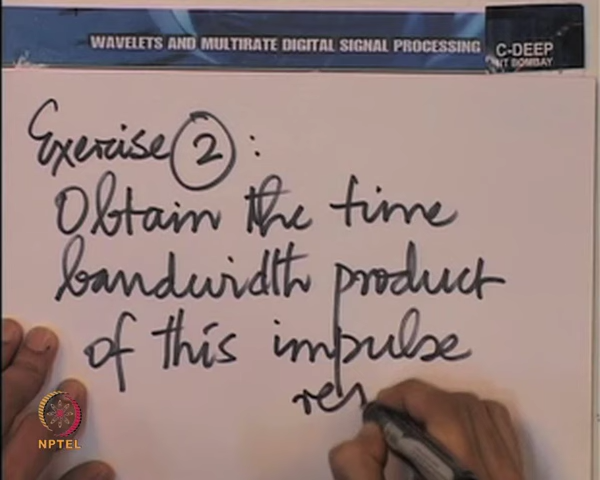 WAVELETS AND MULTIRATE DIGITAL SIGNAL PROCESSING
C-DEEP
IIT BOMBAY
Exercise 2 :
Obtain the time
bandwidth product
of this impulse
res
NPTEL